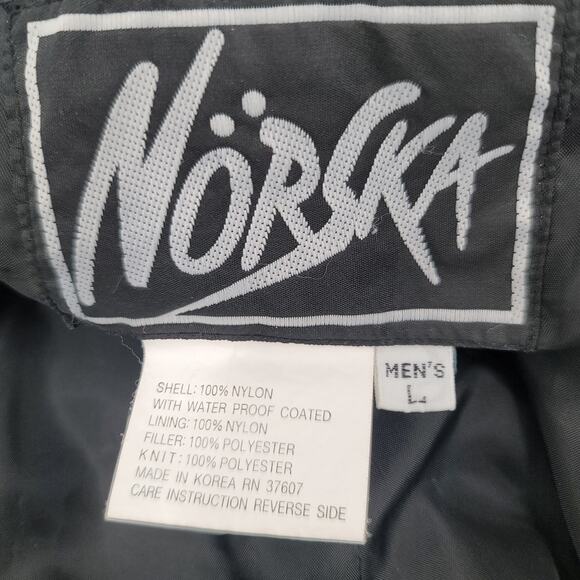 NÖRSKA
MEN'S
L
SHELL: 100% NYLON
WITH WATER PROOF COATED
LINING: 100% NYLON
FILLER: 100% POLYESTER
KNIT: 100% POLYESTER
MADE IN KOREA RN 37607
CARE INSTRUCTION REVERSE SIDE